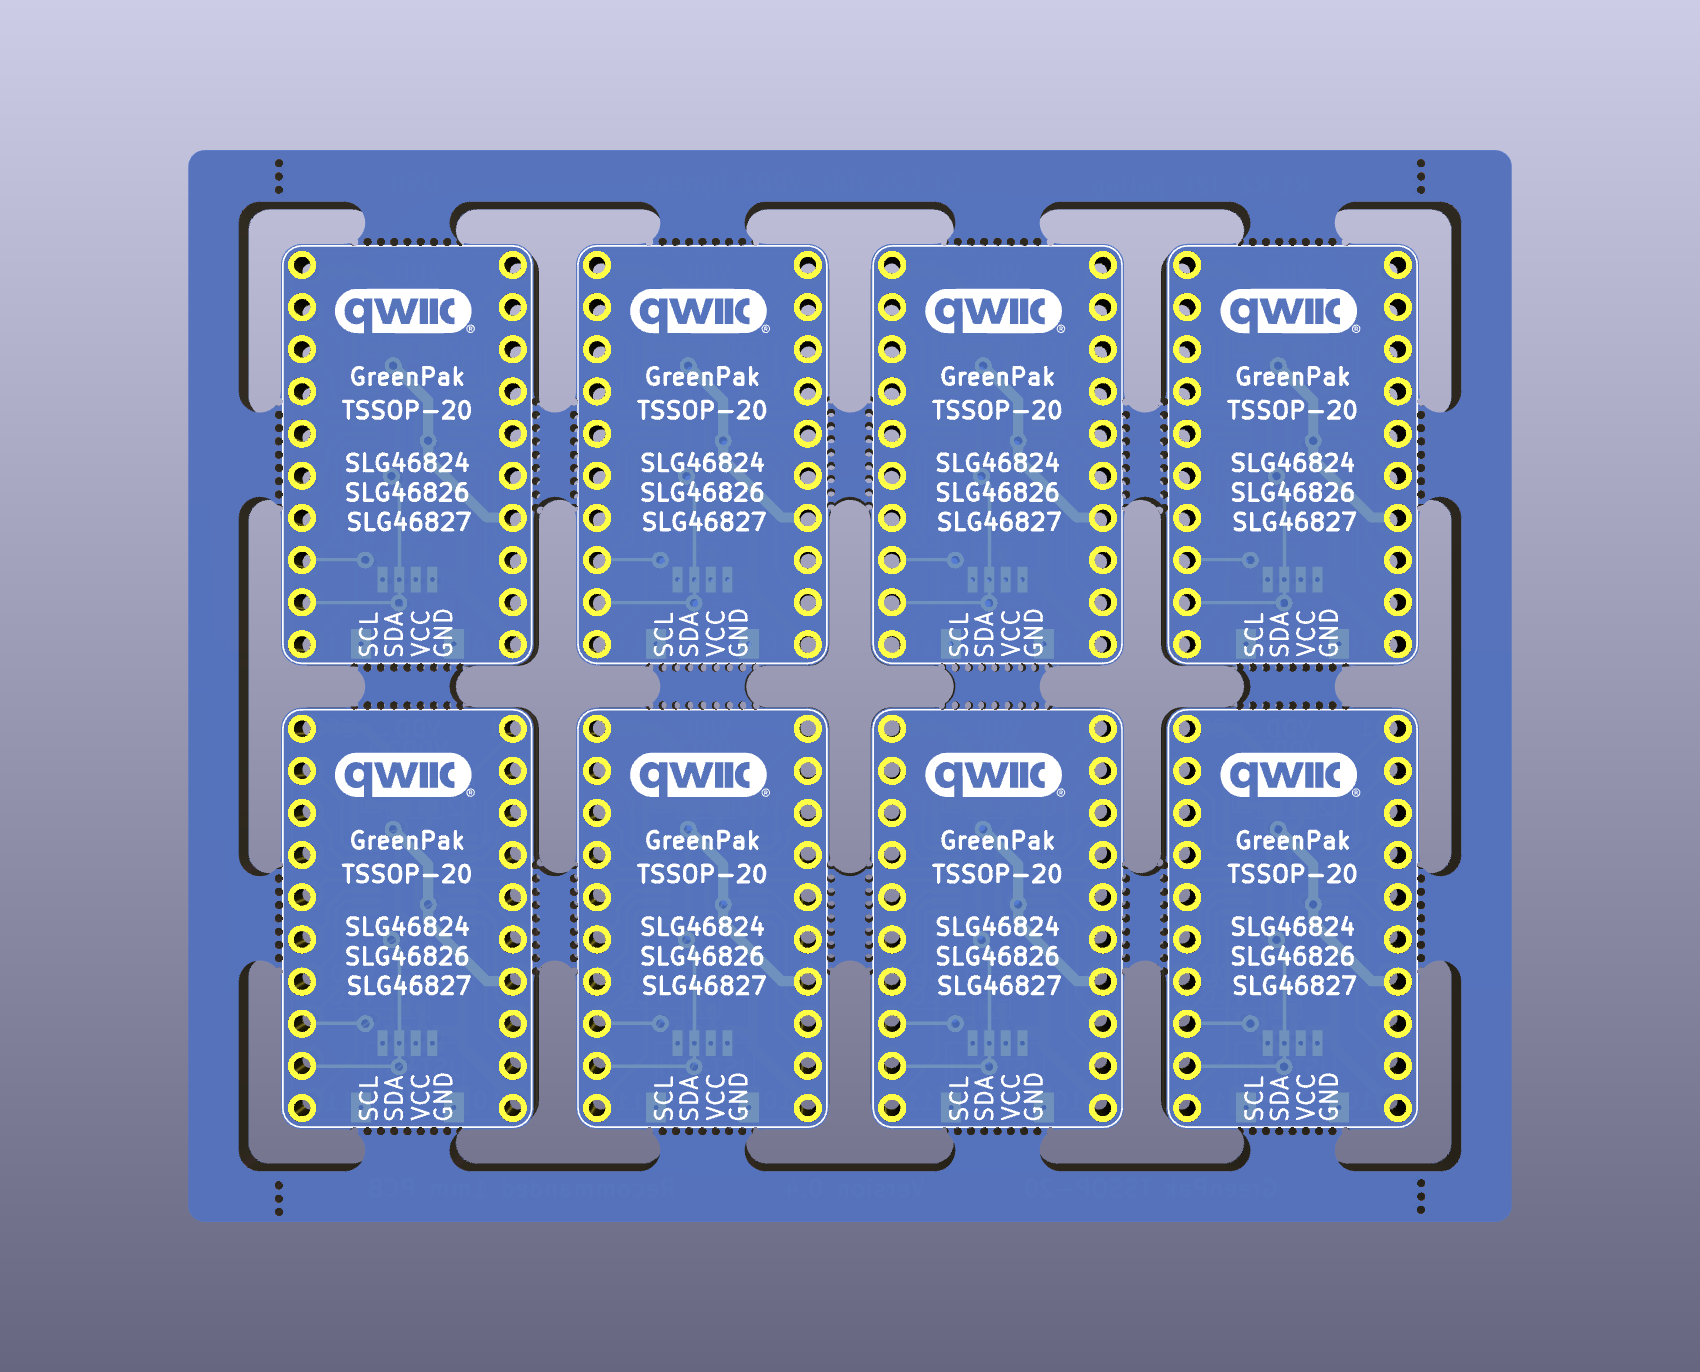 qwiic® qwiic® qwiic® qwiic®
GreenPak GreenPak GreenPak GreenPak
TSSOP-20 TSSOP-20 TSSOP-20 TSSOP-20
SLG46824 SLG46824 SLG46824 SLG46824
SLG46826 SLG46826 SLG46826 SLG46826
SLG46827 SLG46827 SLG46827 SLG46827
SCL SDA VCC GND SCL SDA VCC GND SCL SDA VCC GND SCL SDA VCC GND
qwiic® qwiic® qwiic® qwiic®
GreenPak GreenPak GreenPak GreenPak
TSSOP-20 TSSOP-20 TSSOP-20 TSSOP-20
SLG46824 SLG46824 SLG46824 SLG46824
SLG46826 SLG46826 SLG46826 SLG46826
SLG46827 SLG46827 SLG46827 SLG46827
SCL SDA VCC GND SCL SDA VCC GND SCL SDA VCC GND SCL SDA VCC GND